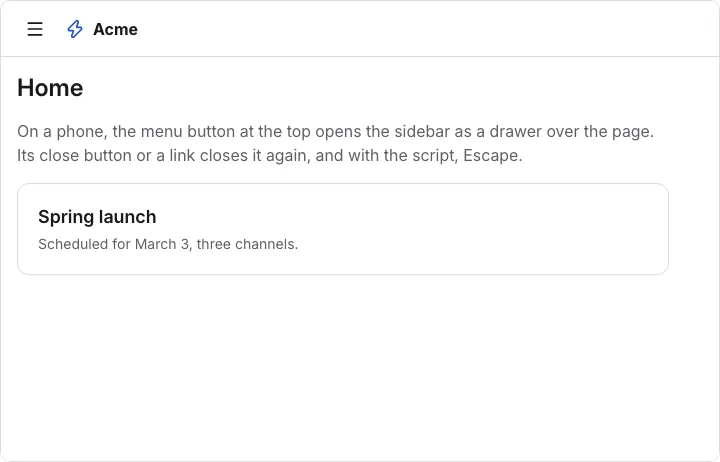 Acme
Home
On a phone, the menu button at the top opens the sidebar as a drawer over the page.
Its close button or a link closes it again, and with the script, Escape.
Spring launch
Scheduled for March 3, three channels.